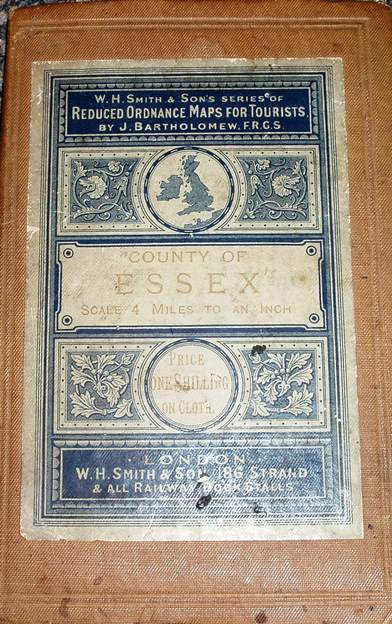 W. H. SMITH & SON'S SERIES OF
REDUCED ORDNANCE MAPS FOR TOURISTS,
BY J. BARTHOLOMEW, F.R.G.S.
COUNTY OF
ESSEX
SCALE 4 MILES TO AN INCH
PRICE
ONE SHILLING
ON CLOTH.
LONDON
W. H. SMITH & SON, 186 STRAND
& ALL RAILWAY BOOK STALLS